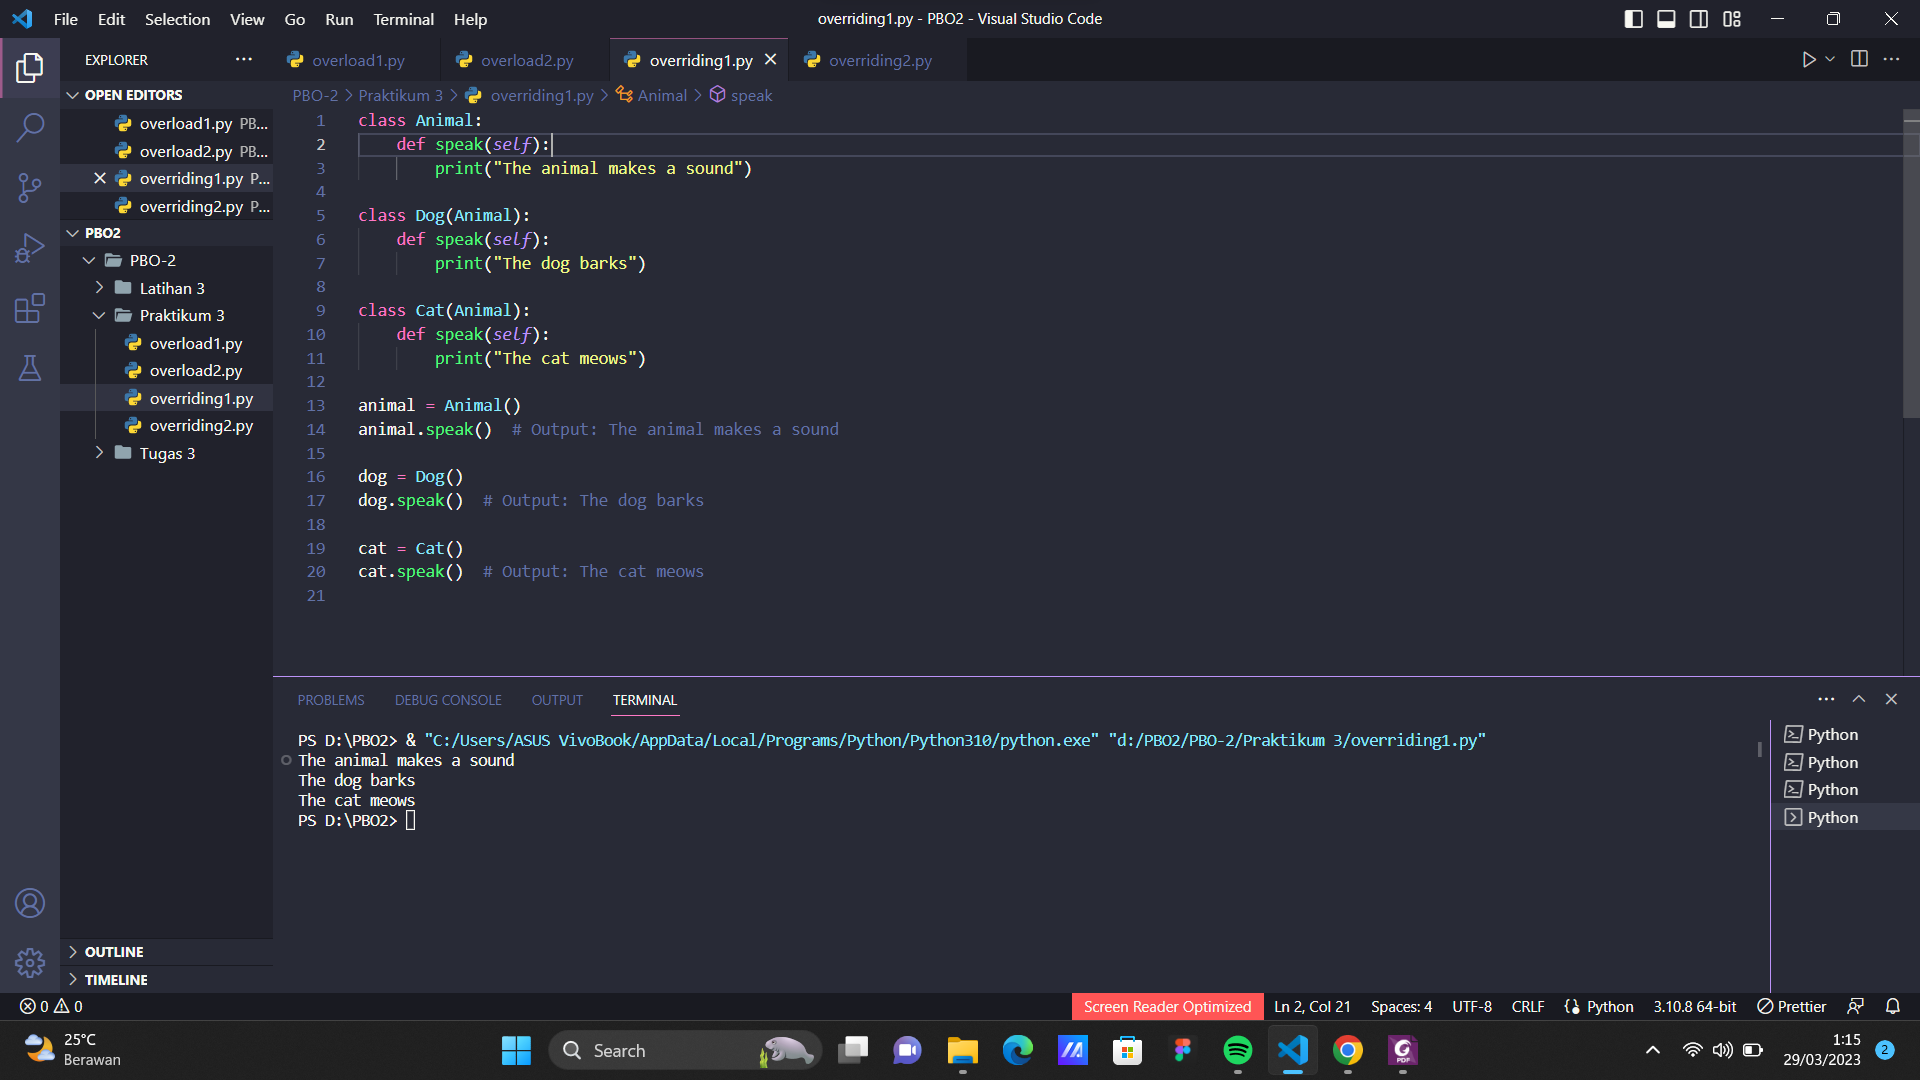 File Edit Selection View Go Run Terminal Help
overriding1.py - PBO2 - Visual Studio Code
EXPLORER
OPEN EDITORS
overload1.py PB...
overload2.py PB...
overriding1.py P...
overriding2.py P...
PBO2
PBO-2
Latihan 3
Praktikum 3
overload1.py
overload2.py
overriding1.py
overriding2.py
Tugas 3
OUTLINE
TIMELINE
overload1.py overload2.py overriding1.py overriding2.py
PBO-2 > Praktikum 3 > overriding1.py > Animal > speak
1 class Animal:
2     def speak(self):
3         print("The animal makes a sound")
4
5 class Dog(Animal):
6     def speak(self):
7         print("The dog barks")
8
9 class Cat(Animal):
10     def speak(self):
11         print("The cat meows")
12
13 animal = Animal()
14 animal.speak()  # Output: The animal makes a sound
15
16 dog = Dog()
17 dog.speak()  # Output: The dog barks
18
19 cat = Cat()
20 cat.speak()  # Output: The cat meows
21
PROBLEMS DEBUG CONSOLE OUTPUT TERMINAL
PS D:\PBO2> & "C:/Users/ASUS VivoBook/AppData/Local/Programs/Python/Python310/python.exe" "d:/PBO2/PBO-2/Praktikum 3/overriding1.py"
The animal makes a sound
The dog barks
The cat meows
PS D:\PBO2>
Python
Python
Python
Python
0 0
Screen Reader Optimized Ln 2, Col 21 Spaces: 4 UTF-8 CRLF Python 3.10.8 64-bit Prettier
25°C
Berawan
Search
PDF
1:15
29/03/2023
2